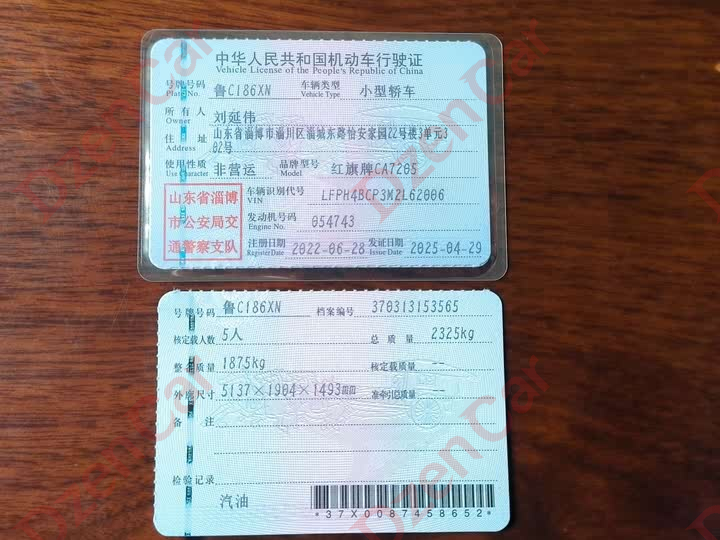 中华人民共和国机动车行驶证
Vehicle License of the People's Republic of China
号牌号码 鲁C186XN 车辆类型 小型轿车
Plate No. Vehicle Type
所有人 刘延伟
Owner
住址 山东省淄博市淄川区淄城东路怡安家园22号楼3单元3
Address 02号
使用性质 非营运 品牌型号 红旗牌CA7205
Use Character Model
山东省淄博
市公安局交
通警察支队
车辆识别代号 LFPH4BCP3M2L62006
VIN
发动机号码 054743
Engine No.
注册日期 2022-06-28 发证日期 2025-04-29
Register Date Issue Date
号牌号码 鲁C186XN 档案编号 370313153565
核定载人数 5人 总质量 2325kg
整备质量 1875kg 核定载质量 --
外廓尺寸 5137×1904×1493mm 准牵引总质量 --
备注
检验记录
汽油
*37X0087458652*
DzenCar